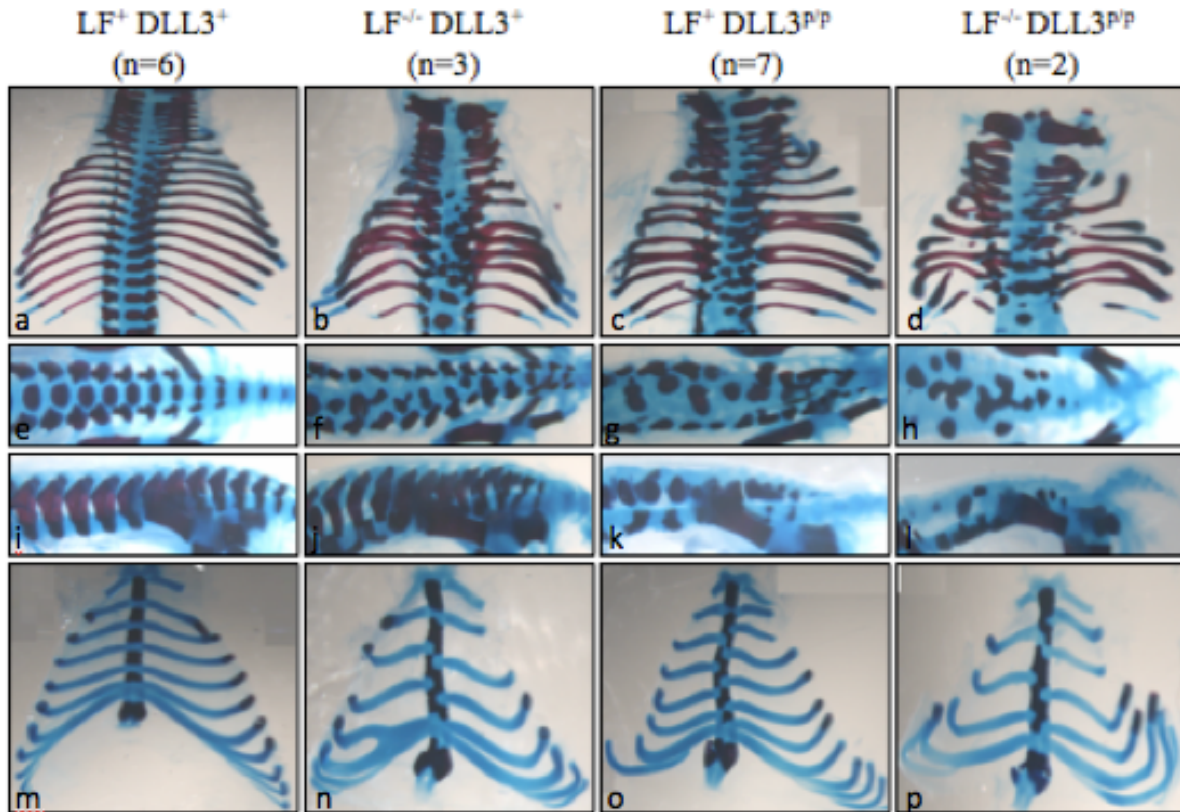 LF⁺ DLL3⁺ LF⁻/⁻ DLL3⁺ LF⁺ DLL3ᵖ/ᵖ LF⁻/⁻ DLL3ᵖ/ᵖ
(n=6) (n=3) (n=7) (n=2)
a b c d
e f g h
i j k l
m n o p